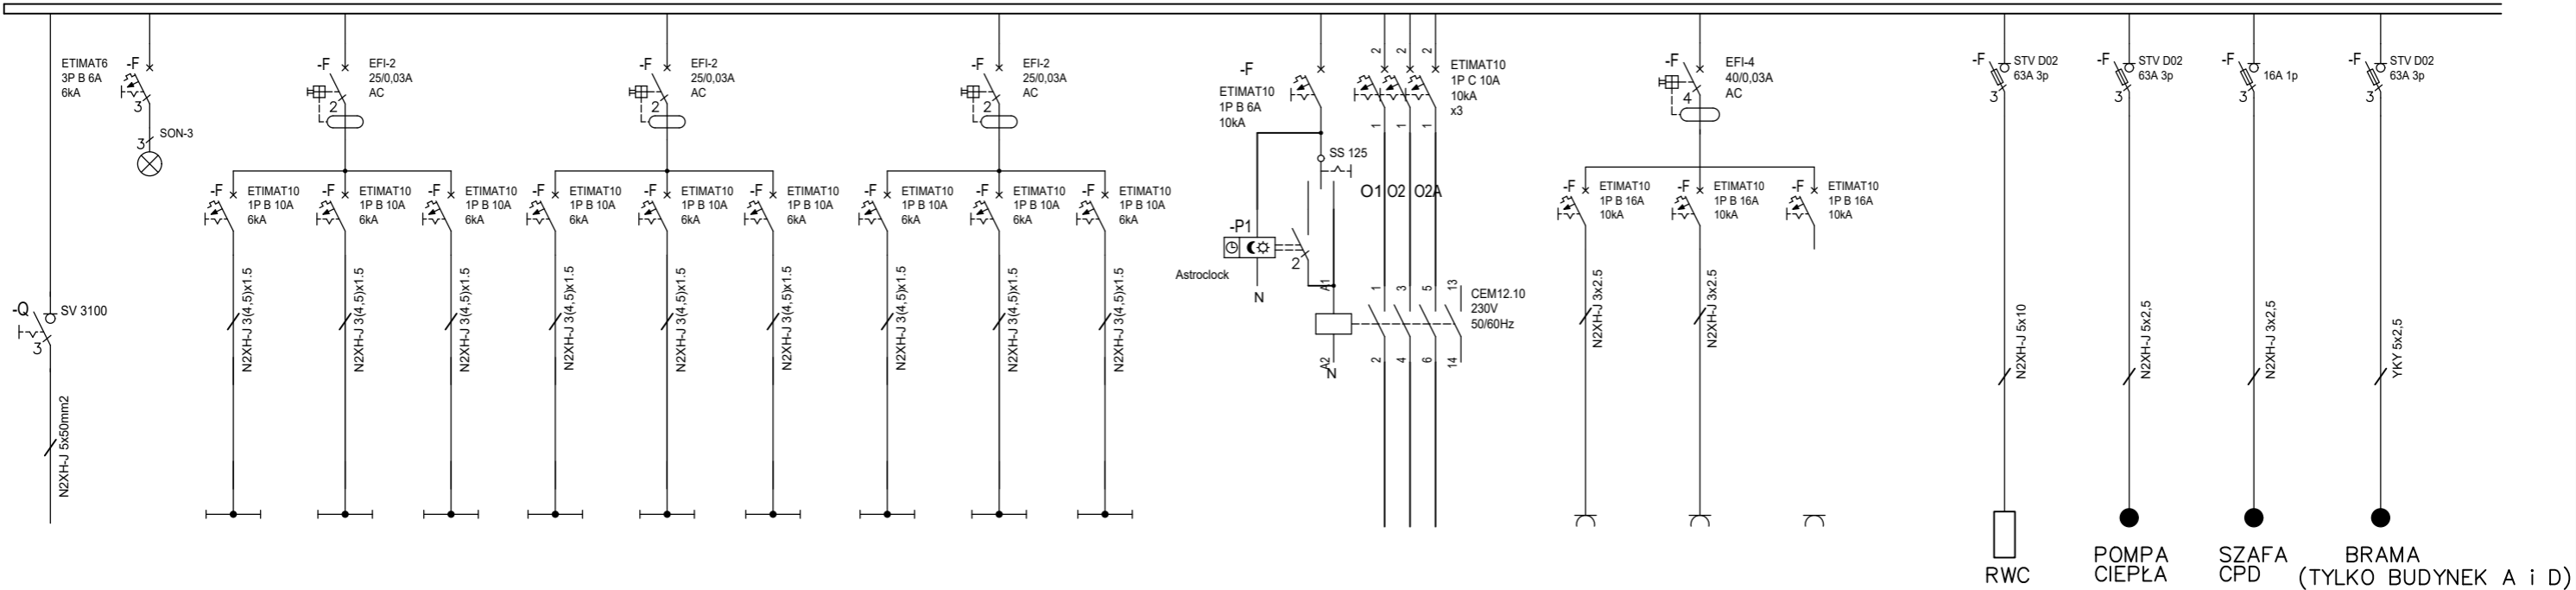 -Q
SV 3100
3
N2XH-J 5x50mm2
ETIMAT6
3P B 6A
6kA
-F
3
3
SON-3
-F
EFI-2
25/0,03A
AC
2
-F
ETIMAT10
1P B 10A
6kA
N2XH-J 3(4,5)x1.5
-F
ETIMAT10
1P B 10A
6kA
N2XH-J 3(4,5)x1.5
-F
ETIMAT10
1P B 10A
6kA
N2XH-J 3(4,5)x1.5
-F
EFI-2
25/0,03A
AC
2
-F
ETIMAT10
1P B 10A
6kA
N2XH-J 3(4,5)x1.5
-F
ETIMAT10
1P B 10A
6kA
N2XH-J 3(4,5)x1.5
-F
ETIMAT10
1P B 10A
6kA
N2XH-J 3(4,5)x1.5
-F
EFI-2
25/0,03A
AC
2
-F
ETIMAT10
1P B 10A
6kA
N2XH-J 3(4,5)x1.5
-F
ETIMAT10
1P B 10A
6kA
N2XH-J 3(4,5)x1.5
-F
ETIMAT10
1P B 10A
6kA
N2XH-J 3(4,5)x1.5
-F
ETIMAT10
1P B 6A
10kA
SS 125
-P1
Astroclock
N
2
2 2 2
ETIMAT10
1P C 10A
10kA
x3
1 1 1
O1 O2 O2A
A1 1 3 5 13
CEM12.10
230V
50/60Hz
A2 2 4 6 14
N
-F
EFI-4
40/0,03A
AC
4
-F
ETIMAT10
1P B 16A
10kA
N2XH-J 3x2.5
-F
ETIMAT10
1P B 16A
10kA
N2XH-J 3x2.5
-F
ETIMAT10
1P B 16A
10kA
-F
STV D02
63A 3p
3
N2XH-J 5x10
RWC
-F
STV D02
63A 3p
3
N2XH-J 5x2,5
POMPA
CIEPŁA
-F
16A 1p
3
N2XH-J 3x2,5
SZAFA
CPD
-F
STV D02
63A 3p
3
YKY 5x2,5
BRAMA
(TYLKO BUDYNEK A i D)